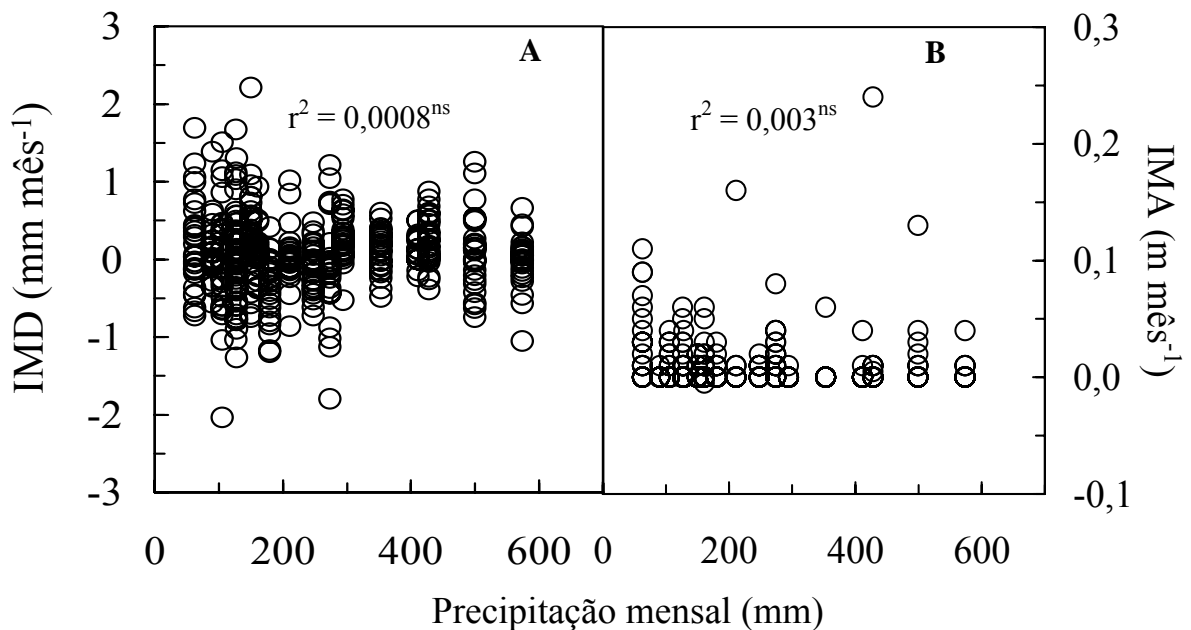 A
r² = 0,0008ⁿˢ
IMD (mm mês⁻¹)
3
2
1
0
-1
-2
-3
0
200
400
600
B
r² = 0,003ⁿˢ
0,3
0,2
0,1
0,0
-0,1
IMA (m mês⁻¹)
0
200
400
600
Precipitação mensal (mm)